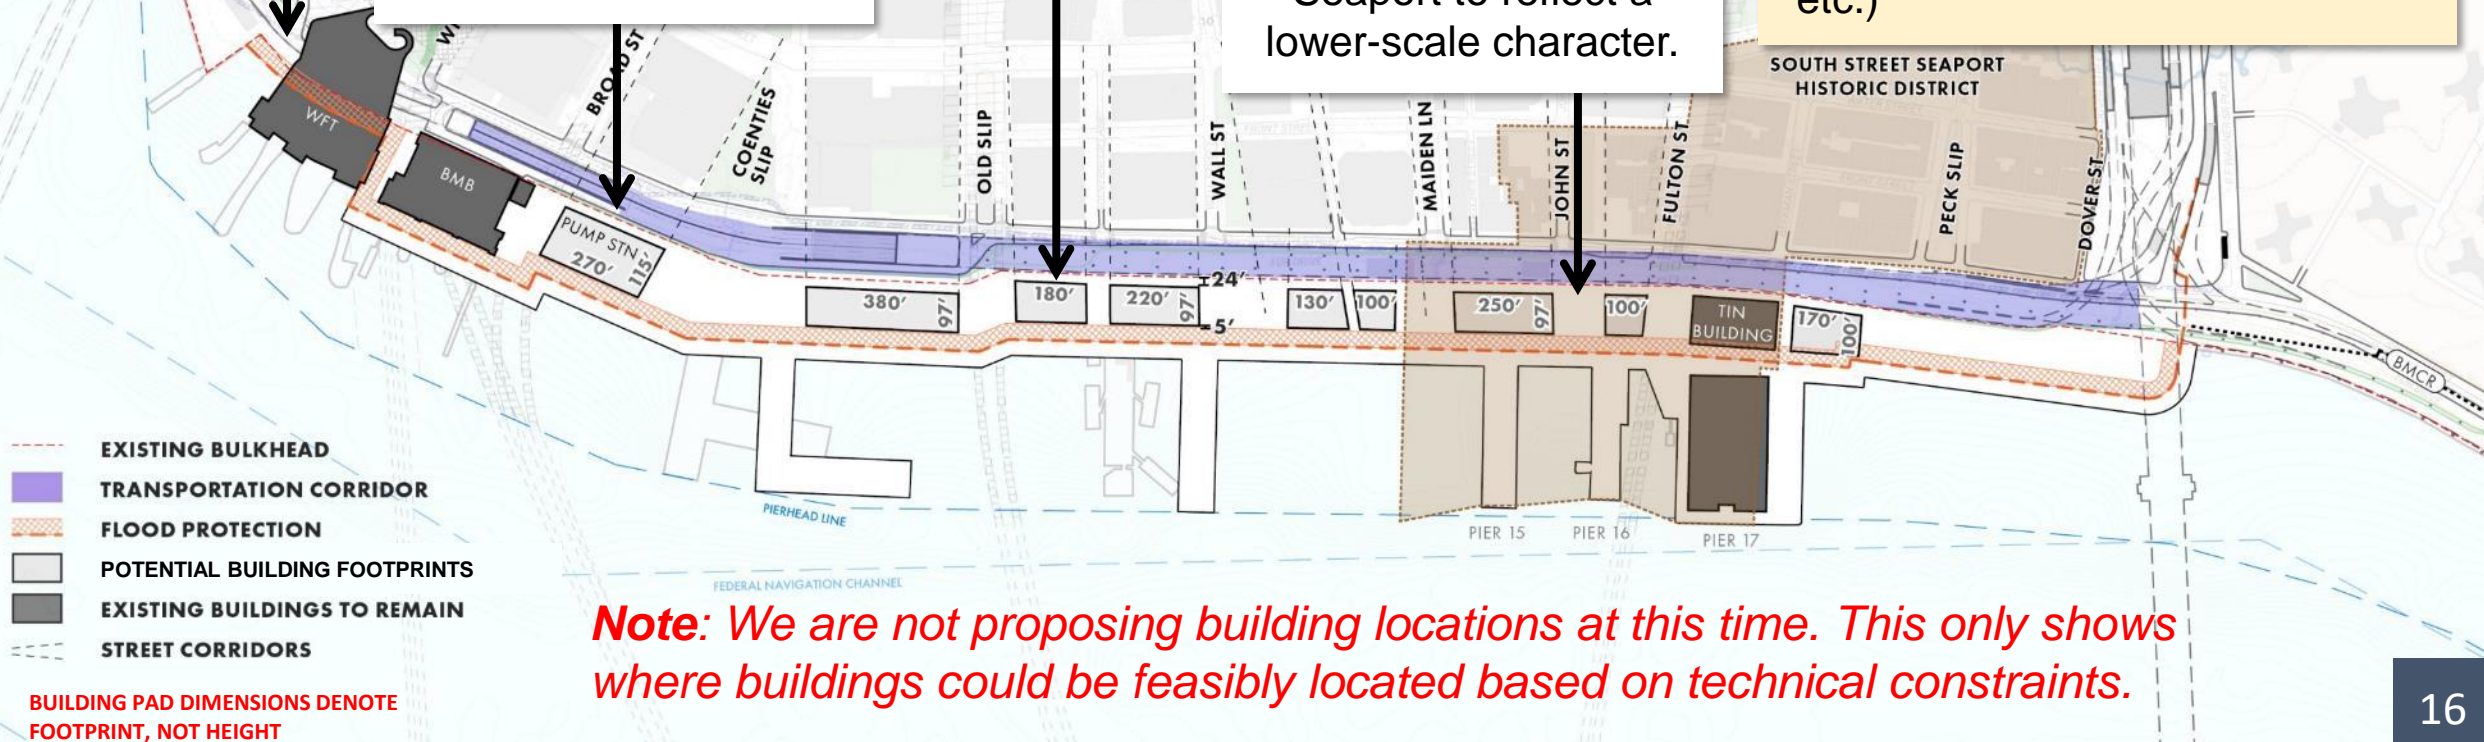 Seaport to reflect a
lower-scale character.
etc.)
SOUTH STREET SEAPORT
HISTORIC DISTRICT
BROAD ST
COENTIES
SLIP
OLD SLIP
WALL ST
MAIDEN LN
JOHN ST
FULTON ST
PECK SLIP
DOVER ST
WFT
BMB
PUMP STN
270′
115′
380′
97′
180′
220′
97′
24′
5′
130′
100′
250′
97′
100′
TIN
BUILDING
170′
100′
BMCR
PIERHEAD LINE
PIER 15
PIER 16
PIER 17
FEDERAL NAVIGATION CHANNEL
EXISTING BULKHEAD
TRANSPORTATION CORRIDOR
FLOOD PROTECTION
POTENTIAL BUILDING FOOTPRINTS
EXISTING BUILDINGS TO REMAIN
STREET CORRIDORS
BUILDING PAD DIMENSIONS DENOTE
FOOTPRINT, NOT HEIGHT
Note: We are not proposing building locations at this time. This only shows
where buildings could be feasibly located based on technical constraints.
16